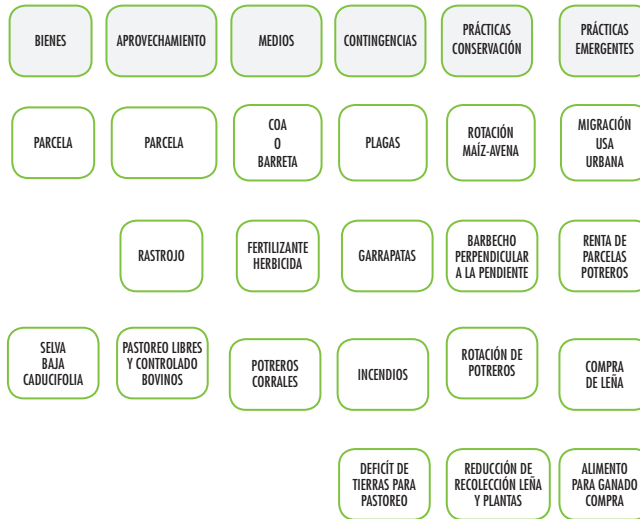 BIENES
APROVECHAMIENTO
MEDIOS
CONTINGENCIAS
PRÁCTICAS
CONSERVACIÓN
PRÁCTICAS
EMERGENTES
PARCELA
PARCELA
COA
O
BARRETA
PLAGAS
ROTACIÓN
MAÍZ-AVENA
MIGRACIÓN
USA
URBANA
RASTROJO
FERTILIZANTE
HERBICIDA
GARRAPATAS
BARBECHO
PERPENDICULAR
A LA PENDIENTE
RENTA DE
PARCELAS
POTREROS
SELVA
BAJA
CADUCIFOLIA
PASTOREO LIBRES
Y CONTROLADO
BOVINOS
POTREROS
CORRALES
INCENDIOS
ROTACIÓN DE
POTREROS
COMPRA
DE LEÑA
DEFICÍT DE
TIERRAS PARA
PASTOREO
REDUCCIÓN DE
RECOLECCIÓN LEÑA
Y PLANTAS
ALIMENTO
PARA GANADO
COMPRA